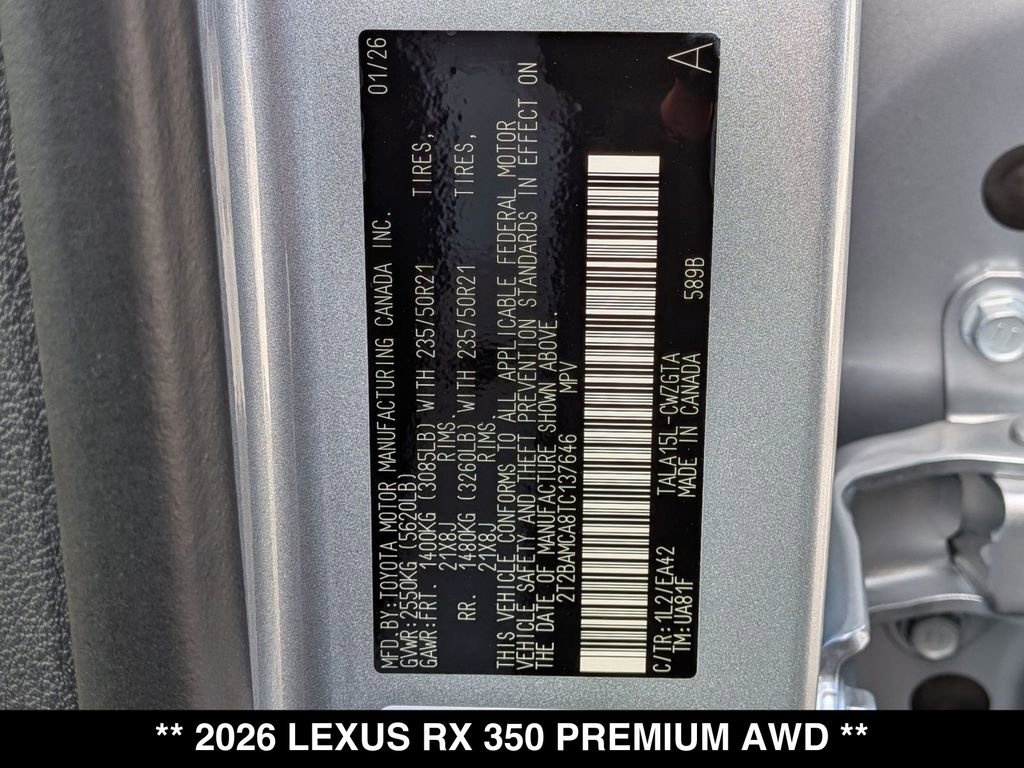 MFD.BY:TOYOTA MOTOR MANUFACTURING CANADA INC. 01/26
GVWR:2550KG (5620LB)
GAWR:FRT. 1400KG (3085LB) WITH 235/50R21 TIRES,
21X8J RIMS.
RR. 1480KG (3260LB) WITH 235/50R21 TIRES,
21X8J RIMS.
THIS VEHICLE CONFORMS TO ALL APPLICABLE FEDERAL MOTOR
VEHICLE SAFETY AND THEFT PREVENTION STANDARDS IN EFFECT ON
THE DATE OF MANUFACTURE SHOWN ABOVE.
2T2BAMCA8TC137646 MPV
C/TR:1L2/EA42 TALA15L-CWZGTA 589B A
TM:UA81F MADE IN CANADA
** 2026 LEXUS RX 350 PREMIUM AWD **